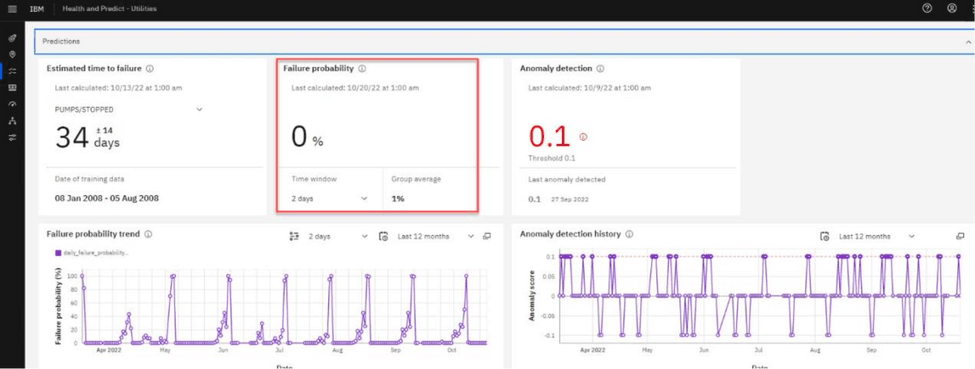 IBM Health and Predict - Utilities
Predictions
Estimated time to failure
Last calculated: 10/13/22 at 1:00 am
PUMPS/STOPPED
34 ± 14 days
Date of training data
08 Jan 2008 - 05 Aug 2008
Failure probability
Last calculated: 10/20/22 at 1:00 am
0 %
Time window
2 days
Group average
1%
Anomaly detection
Last calculated: 10/9/22 at 1:00 am
0.1
Threshold 0.1
Last anomaly detected
0.1 27 Sep 2022
Failure probability trend
2 days
Last 12 months
daily_failure_probability..
Failure probability (%)
100
80
60
40
20
0
Apr 2022 May Jun Jul Aug Sep Oct
Date
Anomaly detection history
Last 12 months
Anomaly score
0.1
0.05
0
-0.05
-0.1
Apr 2022 May Jun Jul Aug Sep Oct
Date